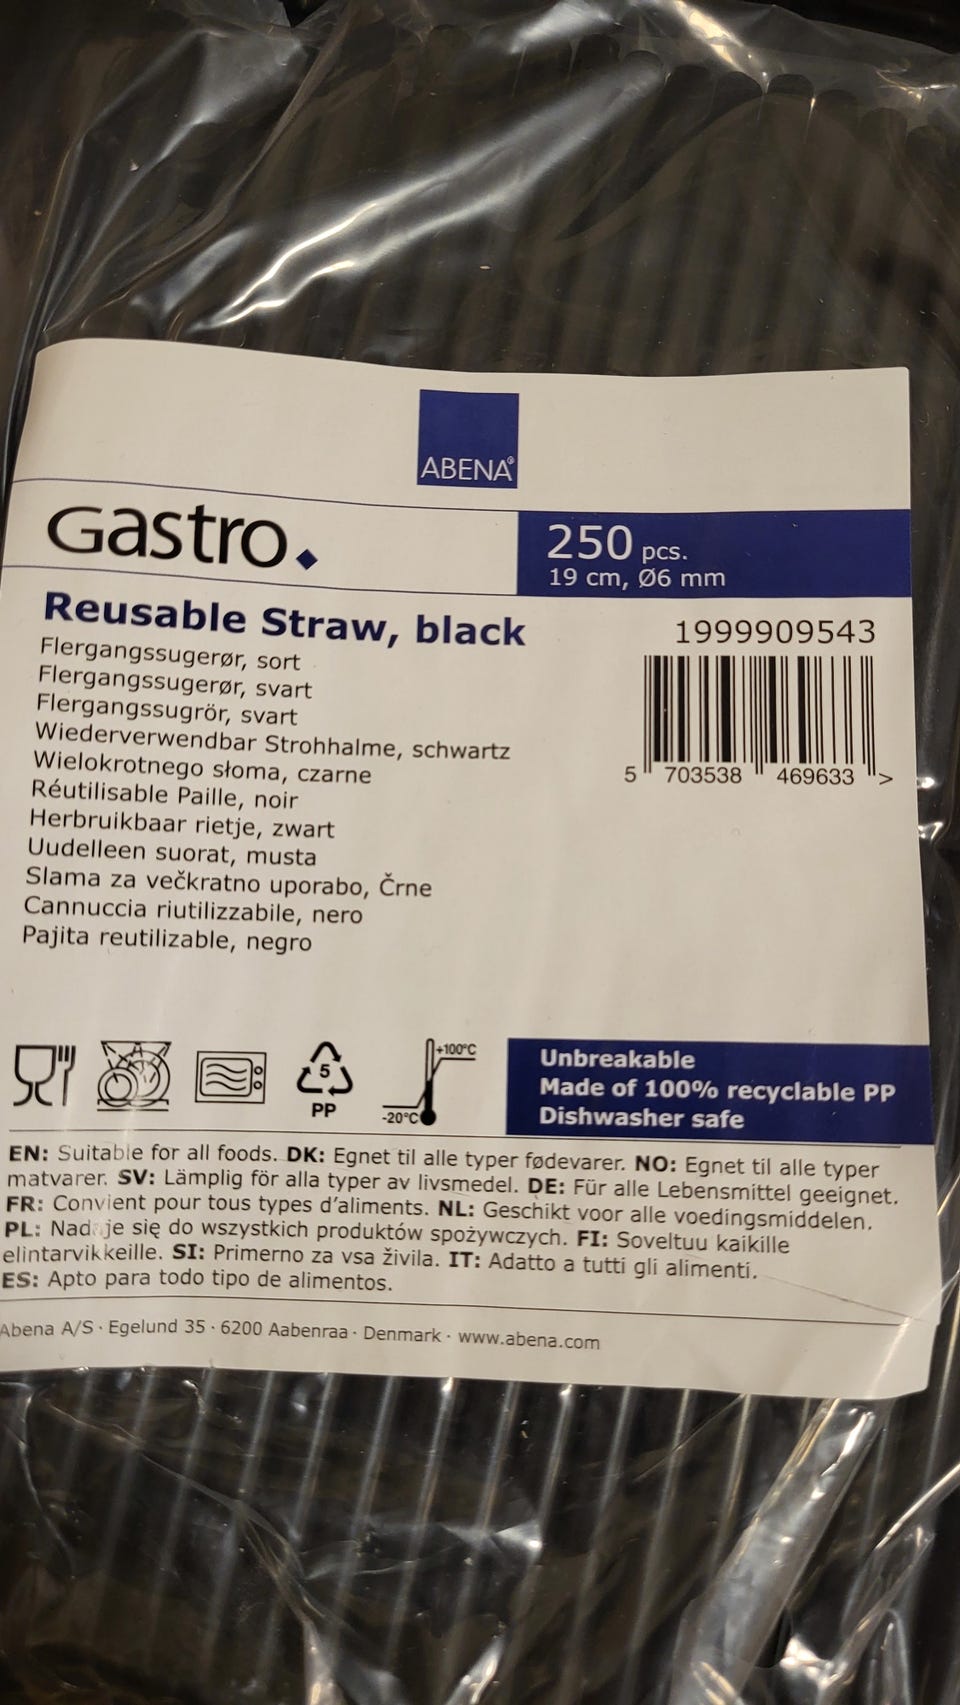 ABENA®
Gastro
250 pcs.
19 cm, Ø6 mm
Reusable Straw, black
1999909543
Flergangssugerør, sort
Flergangssugerør, svart
Flergangssugrör, svart
Wiederverwendbar Strohhalme, schwartz
Wielokrotnego słoma, czarne
Réutilisable Paille, noir
Herbruikbaar rietje, zwart
Uudelleen suorat, musta
Slama za večkratno uporabo, Črne
Cannuccia riutilizzabile, nero
Pajita reutilizable, negro
5 703538 469633 >
5
PP
+100°C
-20°C
Unbreakable
Made of 100% recyclable PP
Dishwasher safe
EN: Suitable for all foods. DK: Egnet til alle typer fødevarer. NO: Egnet til alle typer
matvarer. SV: Lämplig för alla typer av livsmedel. DE: Für alle Lebensmittel geeignet.
FR: Convient pour tous types d'aliments. NL: Geschikt voor alle voedingsmiddelen.
PL: Nadaje się do wszystkich produktów spożywczych. FI: Soveltuu kaikille
elintarvikkeille. SI: Primerno za vsa živila. IT: Adatto a tutti gli alimenti.
ES: Apto para todo tipo de alimentos.
Abena A/S · Egelund 35 · 6200 Aabenraa · Denmark · www.abena.com